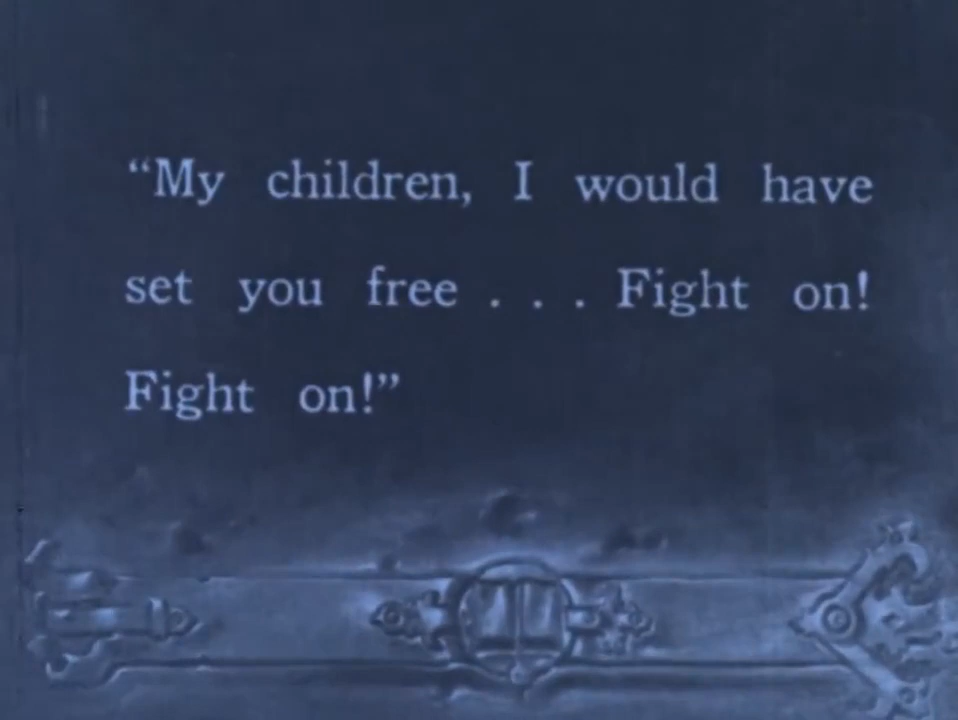 “My children, I would have
set you free . . . Fight on!
Fight on!”